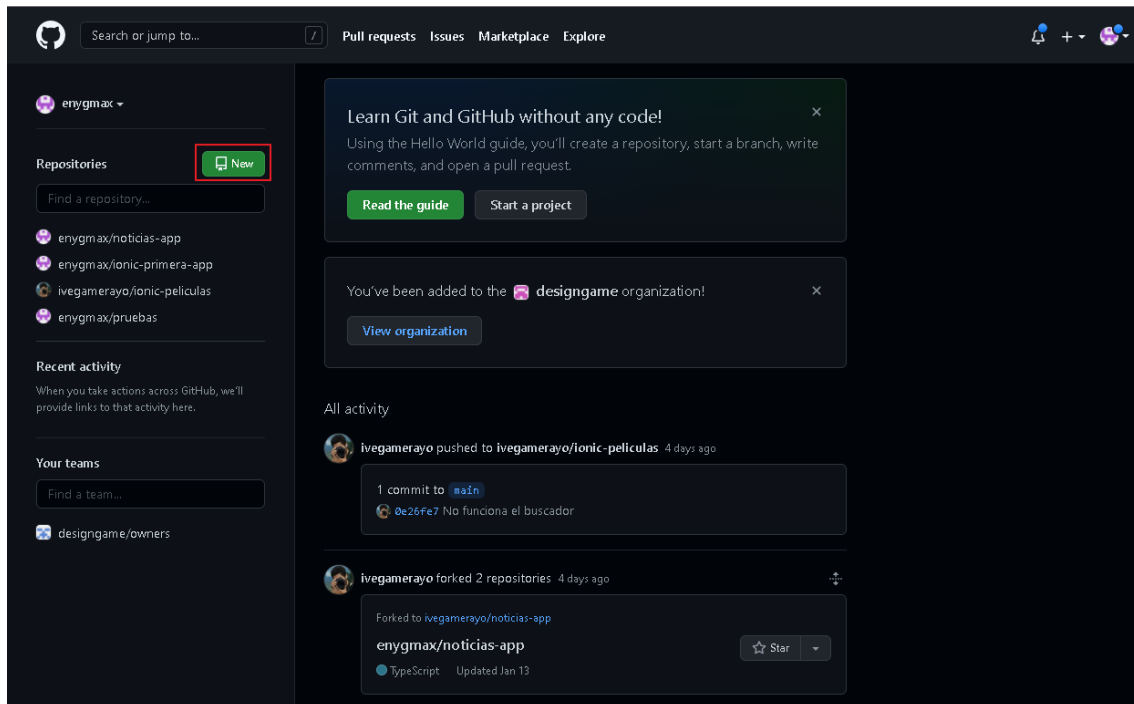 Search or jump to...
/
Pull requests Issues Marketplace Explore
enygmax
Repositories
New
Find a repository...
enygmax/noticias-app
enygmax/ionic-primera-app
ivegamerayo/ionic-peliculas
enygmax/pruebas
Recent activity
When you take actions across GitHub, we'll
provide links to that activity here.
Your teams
Find a team...
designgame/owners
Learn Git and GitHub without any code!
Using the Hello World guide, you'll create a repository, start a branch, write
comments, and open a pull request.
Read the guide
Start a project
You've been added to the designgame organization!
View organization
All activity
ivegamerayo pushed to ivegamerayo/ionic-peliculas 4 days ago
1 commit to main
0e26fe7 No funciona el buscador
ivegamerayo forked 2 repositories 4 days ago
Forked to ivegamerayo/noticias-app
enygmax/noticias-app
Star
TypeScript Updated Jan 13